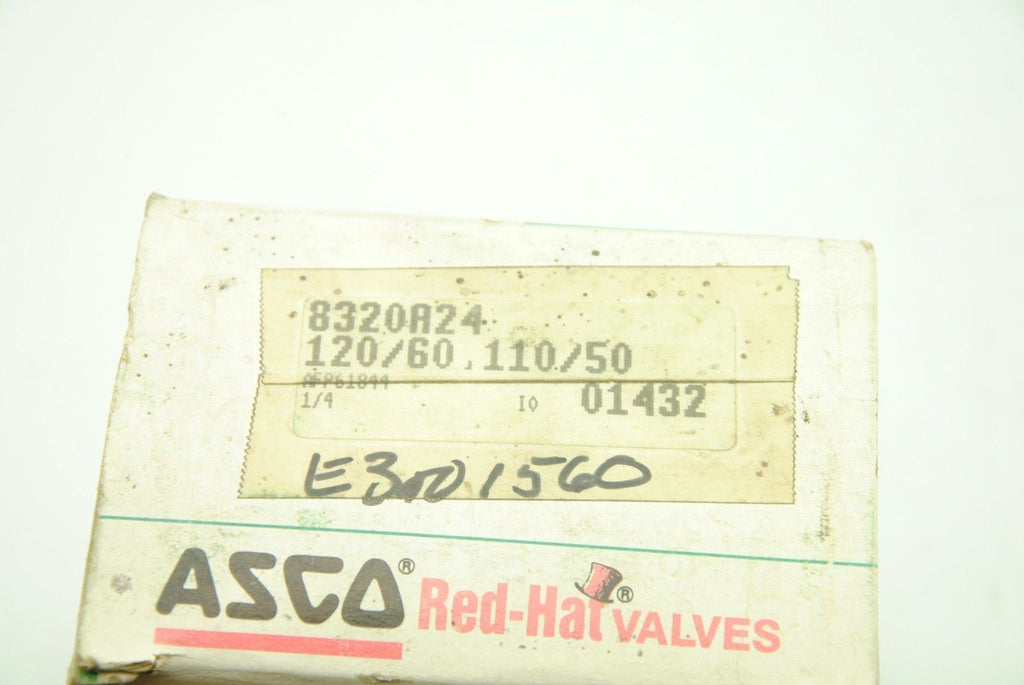 8320A24
120/60,110/50
AFP61844
1/4 IO 01432
E3001560
ASCO® Red-Hat® VALVES